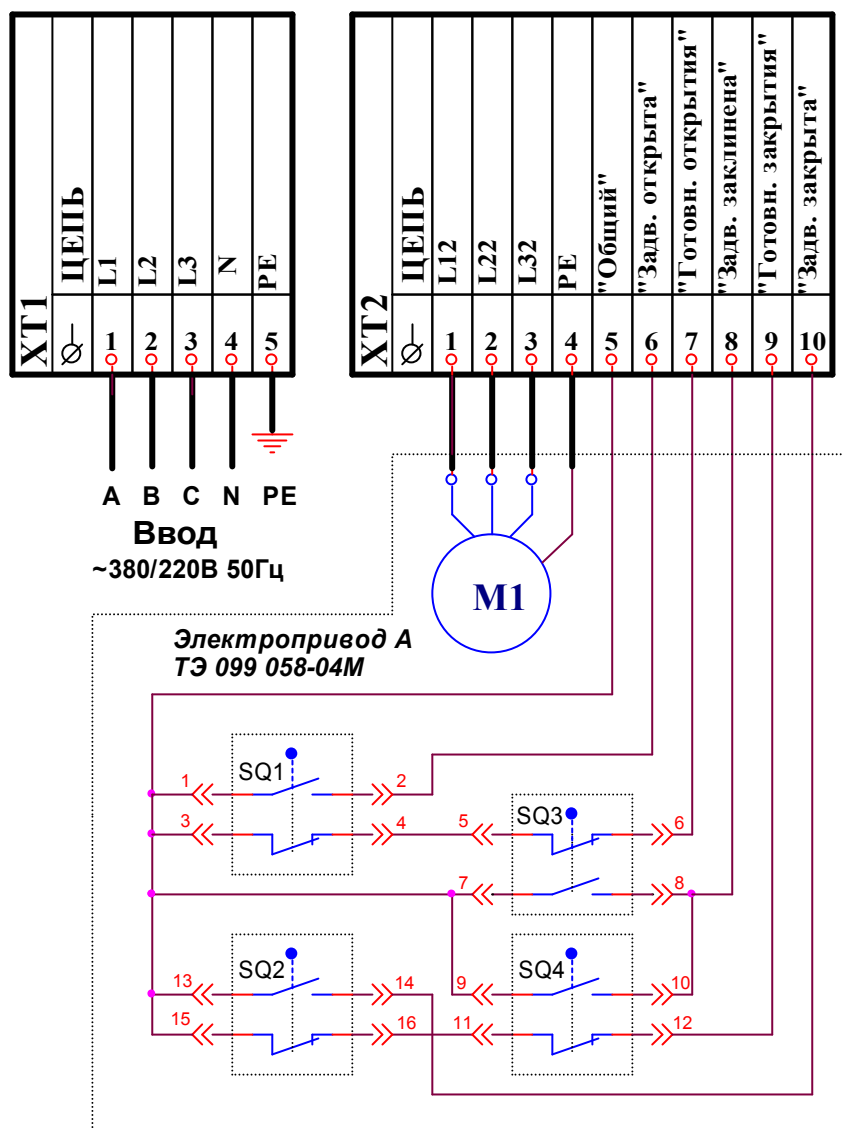 XT1
ЦЕПЬ
L1
L2
L3
N
PE
1
2
3
4
5
A B C N PE
Ввод
~380/220В 50Гц
XT2
ЦЕПЬ
L12
L22
L32
PE
"Общий"
"Задв. открыта"
"Готовн. открытия"
"Задв. заклинена"
"Готовн. закрытия"
"Задв. закрыта"
1
2
3
4
5
6
7
8
9
10
M1
Электропривод А
ТЭ 099 058-04М
SQ1
1
2
3
4
SQ3
5
6
7
8
SQ2
13
14
15
16
SQ4
9
10
11
12